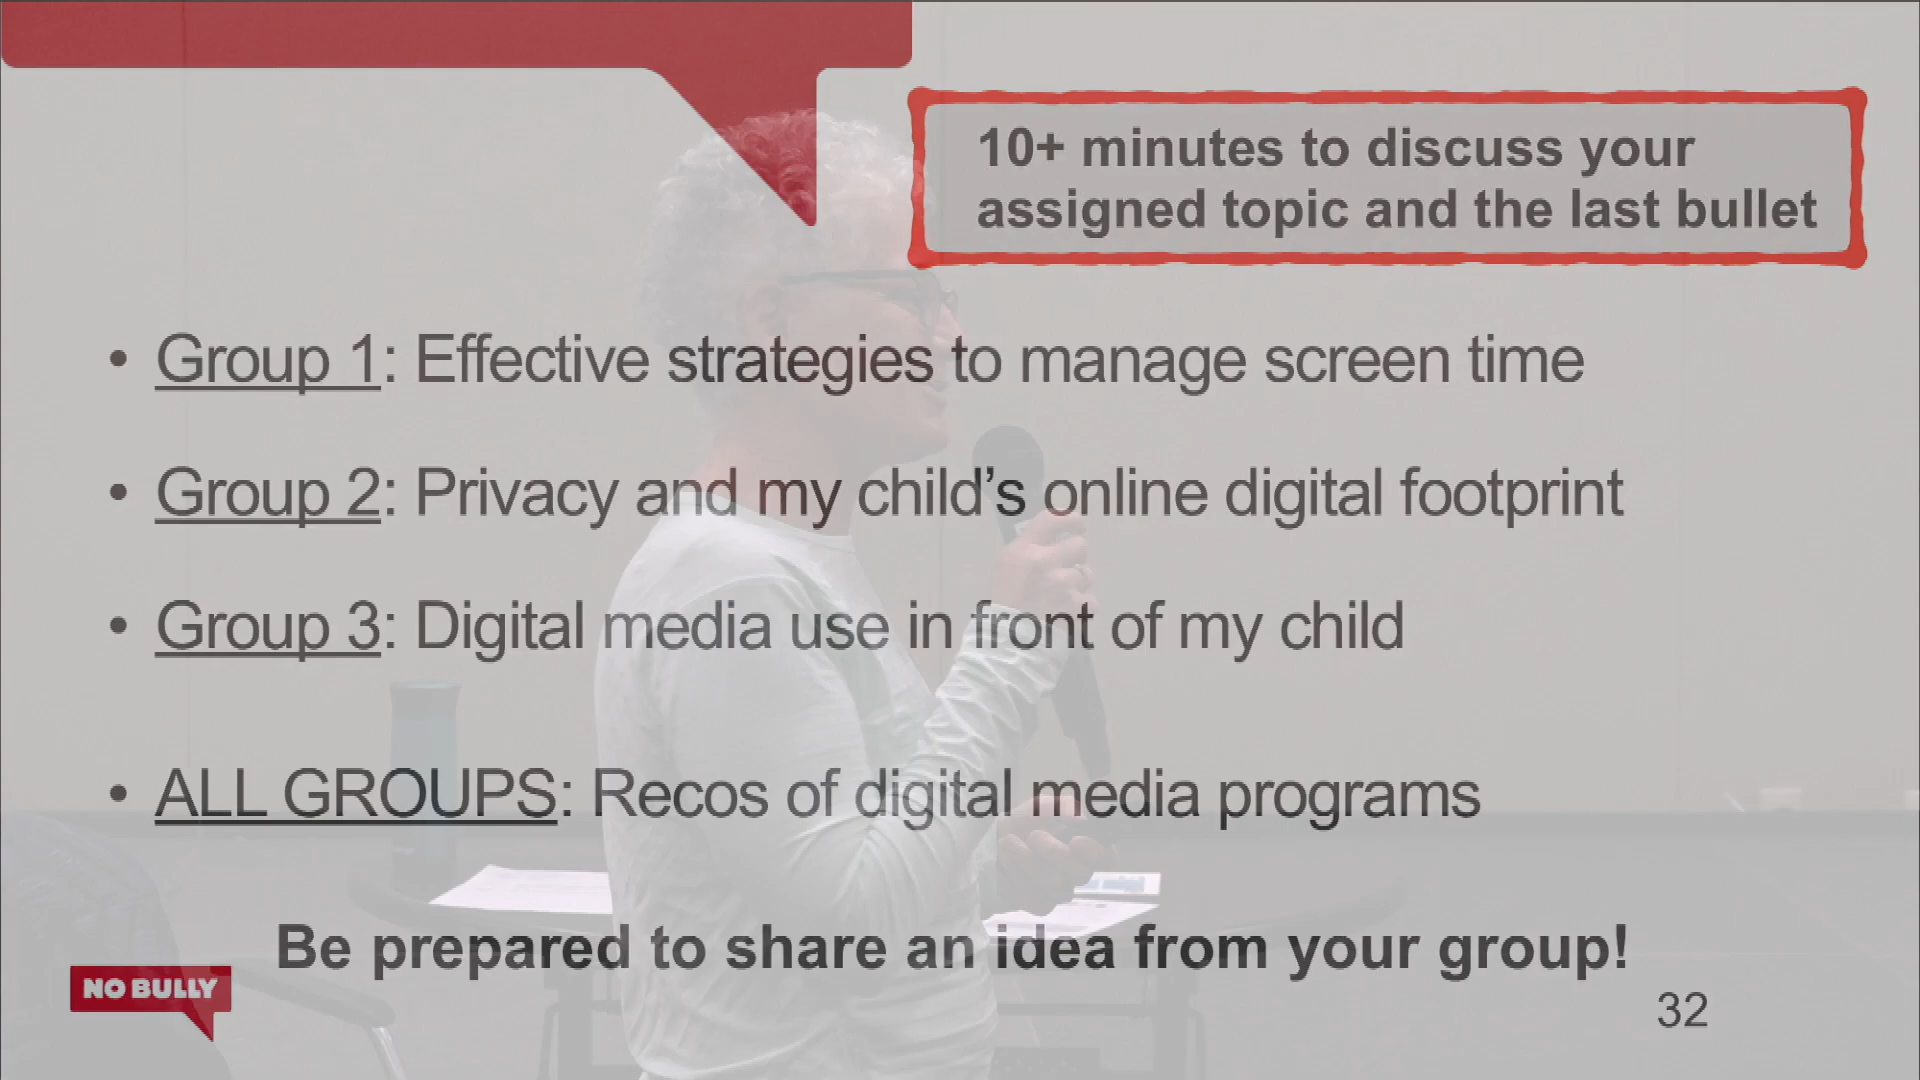 10+ minutes to discuss your
assigned topic and the last bullet
• Group 1: Effective strategies to manage screen time
• Group 2: Privacy and my child’s online digital footprint
• Group 3: Digital media use in front of my child
• ALL GROUPS: Recos of digital media programs
Be prepared to share an idea from your group!
NO BULLY
32